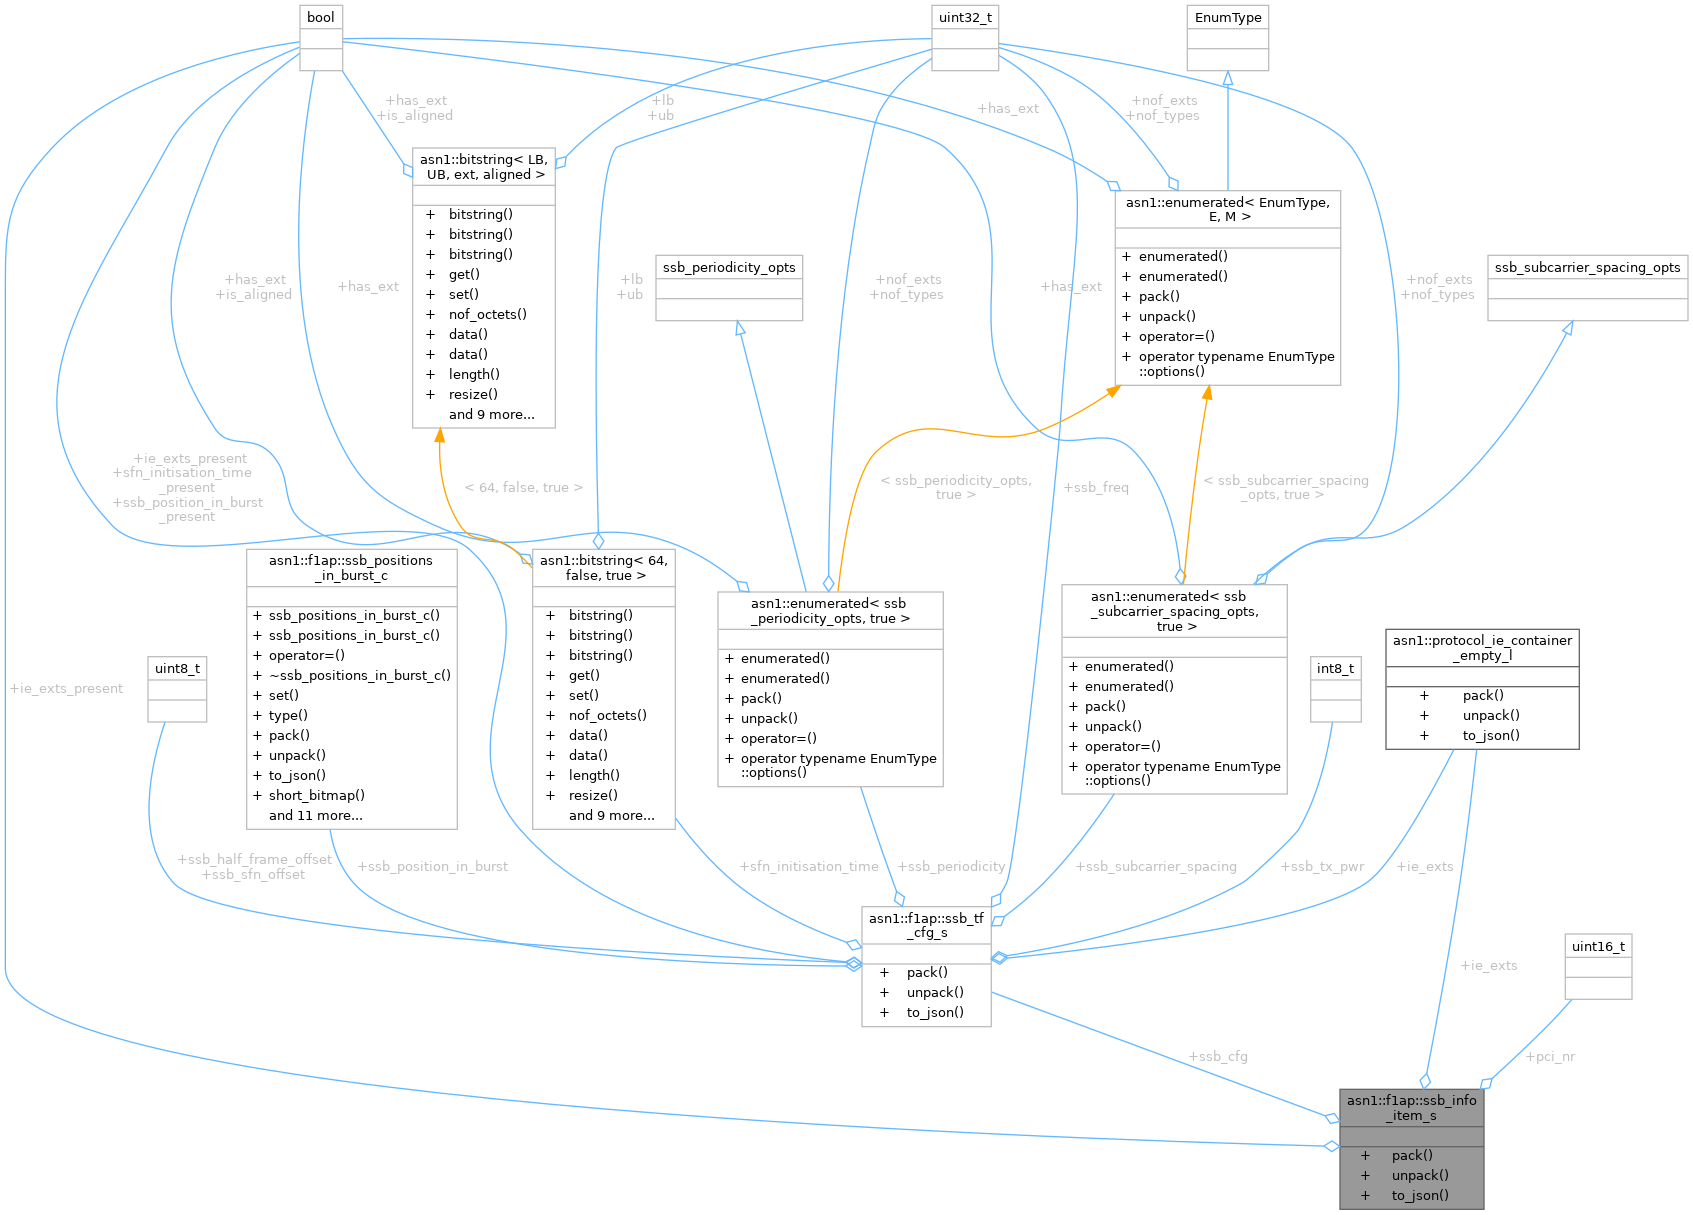 bool
uint32_t
EnumType
+has_ext
+is_aligned
+lb
+ub
+has_ext
+nof_exts
+nof_types
asn1::bitstring< LB,
UB, ext, aligned >
+ bitstring()
+ bitstring()
+ bitstring()
+ get()
+ set()
+ nof_octets()
+ data()
+ data()
+ length()
+ resize()
and 9 more...
asn1::enumerated< EnumType,
E, M >
+ enumerated()
+ enumerated()
+ pack()
+ unpack()
+ operator=()
+ operator typename EnumType
::options()
ssb_periodicity_opts
ssb_subcarrier_spacing_opts
+has_ext
+is_aligned
+has_ext
+lb
+ub
+nof_exts
+nof_types
+has_ext
+nof_exts
+nof_types
+ie_exts_present
+sfn_initisation_time
_present
+ssb_position_in_burst
_present
< 64, false, true >
< ssb_periodicity_opts,
true >
+ssb_freq
< ssb_subcarrier_spacing
_opts, true >
asn1::f1ap::ssb_positions
_in_burst_c
+ ssb_positions_in_burst_c()
+ ssb_positions_in_burst_c()
+ operator=()
+ ~ssb_positions_in_burst_c()
+ set()
+ type()
+ pack()
+ unpack()
+ to_json()
+ short_bitmap()
and 11 more...
asn1::bitstring< 64,
false, true >
+ bitstring()
+ bitstring()
+ bitstring()
+ get()
+ set()
+ nof_octets()
+ data()
+ data()
+ length()
+ resize()
and 9 more...
asn1::enumerated< ssb
_periodicity_opts, true >
+ enumerated()
+ enumerated()
+ pack()
+ unpack()
+ operator=()
+ operator typename EnumType
::options()
asn1::enumerated< ssb
_subcarrier_spacing_opts,
true >
+ enumerated()
+ enumerated()
+ pack()
+ unpack()
+ operator=()
+ operator typename EnumType
::options()
asn1::protocol_ie_container
_empty_l
+ pack()
+ unpack()
+ to_json()
uint8_t
int8_t
+ie_exts_present
+ssb_half_frame_offset
+ssb_sfn_offset
+ssb_position_in_burst
+sfn_initisation_time
+ssb_periodicity
+ssb_subcarrier_spacing
+ssb_tx_pwr
+ie_exts
asn1::f1ap::ssb_tf
_cfg_s
+ pack()
+ unpack()
+ to_json()
uint16_t
+ie_exts
+ssb_cfg
+pci_nr
asn1::f1ap::ssb_info
_item_s
+ pack()
+ unpack()
+ to_json()